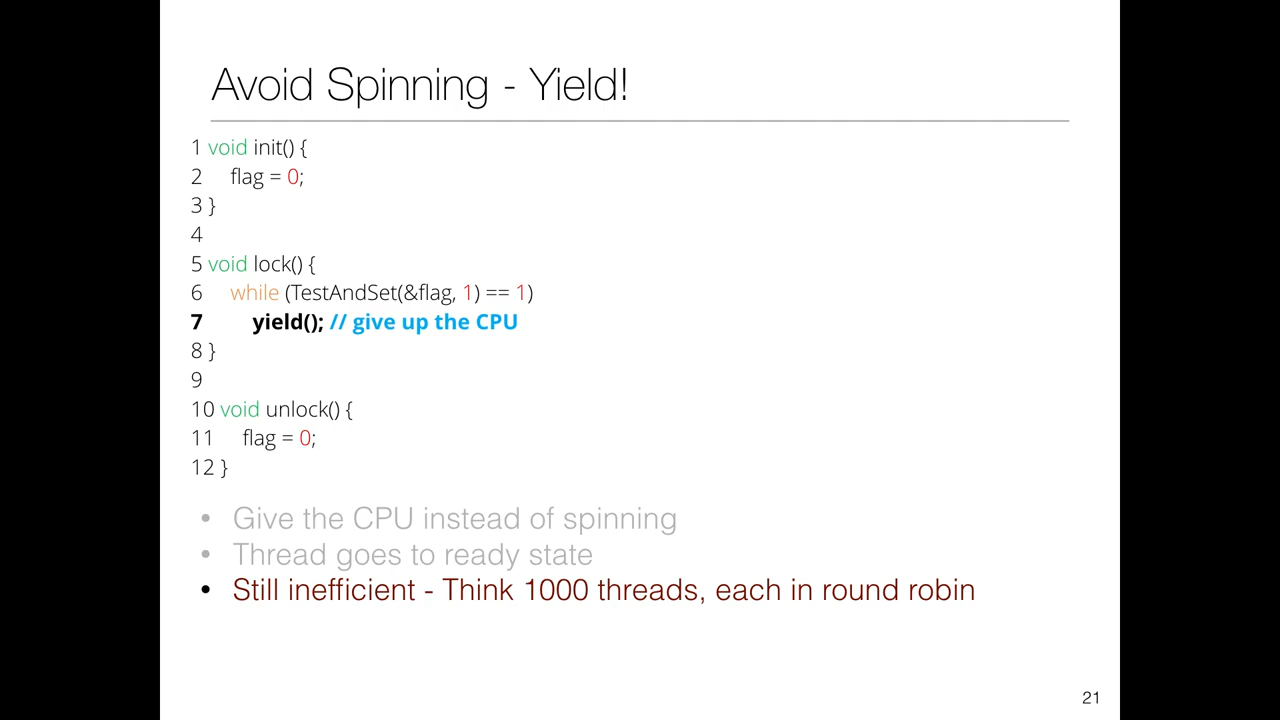 Avoid Spinning - Yield!
1 void init() {
2 flag = 0;
3 }
4
5 void lock() {
6 while (TestAndSet(&flag, 1) == 1)
7 yield(); // give up the CPU
8 }
9
10 void unlock() {
11 flag = 0;
12 }
• Give the CPU instead of spinning
• Thread goes to ready state
• Still inefficient - Think 1000 threads, each in round robin
21